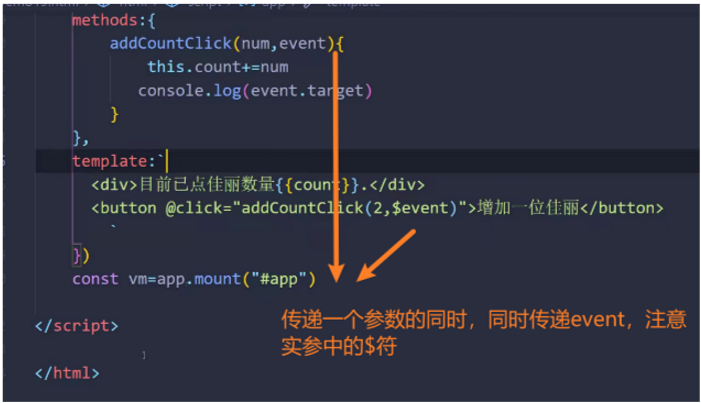 methods:{
addCountClick(num,event){
this.count+=num
console.log(event.target)
}
},
template:`
<div>目前已点佳丽数量{{count}}.</div>
<button @click="addCountClick(2,$event)">增加一位佳丽</button>
`
})
const vm=app.mount("#app")
</script>
</html>
传递一个参数的同时，同时传递event，注意
实参中的$符